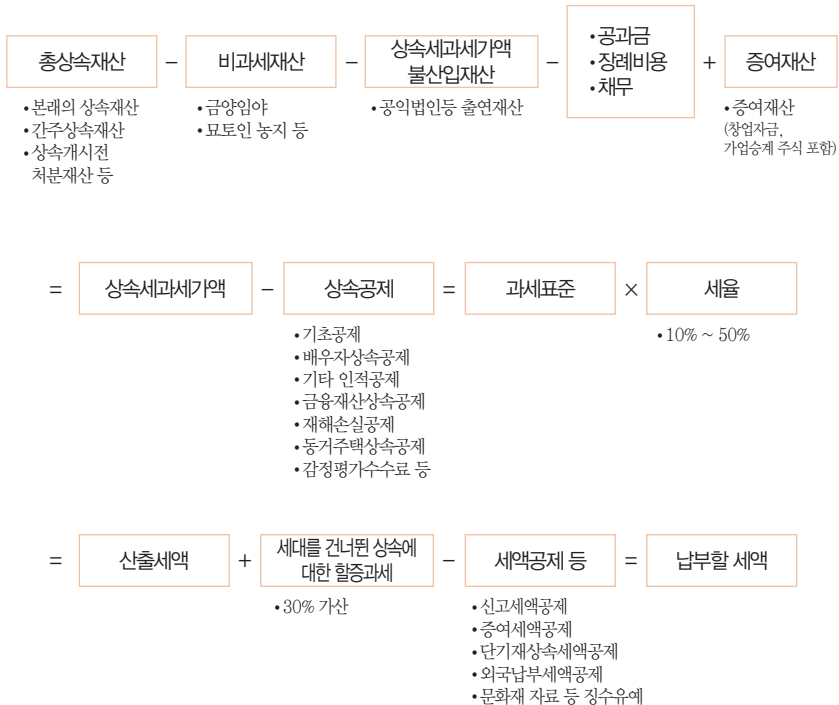 총상속재산 − 비과세재산 − 상속세과세가액 불산입재산 − •공과금 •장례비용 •채무 + 증여재산
•본래의 상속재산
•간주상속재산
•상속개시전
처분재산 등
•금양임야
•묘토인 농지 등
•공익법인등 출연재산
•증여재산
(창업자금,
가업승계 주식 포함)
= 상속세과세가액 − 상속공제 = 과세표준 × 세율
•기초공제
•배우자상속공제
•기타 인적공제
•금융재산상속공제
•재해손실공제
•동거주택상속공제
•감정평가수수료 등
•10% ~ 50%
= 산출세액 + 세대를 건너뛴 상속에 대한 할증과세 − 세액공제 등 = 납부할 세액
•30% 가산
•신고세액공제
•증여세액공제
•단기재상속세액공제
•외국납부세액공제
•문화재 자료 등 징수유예